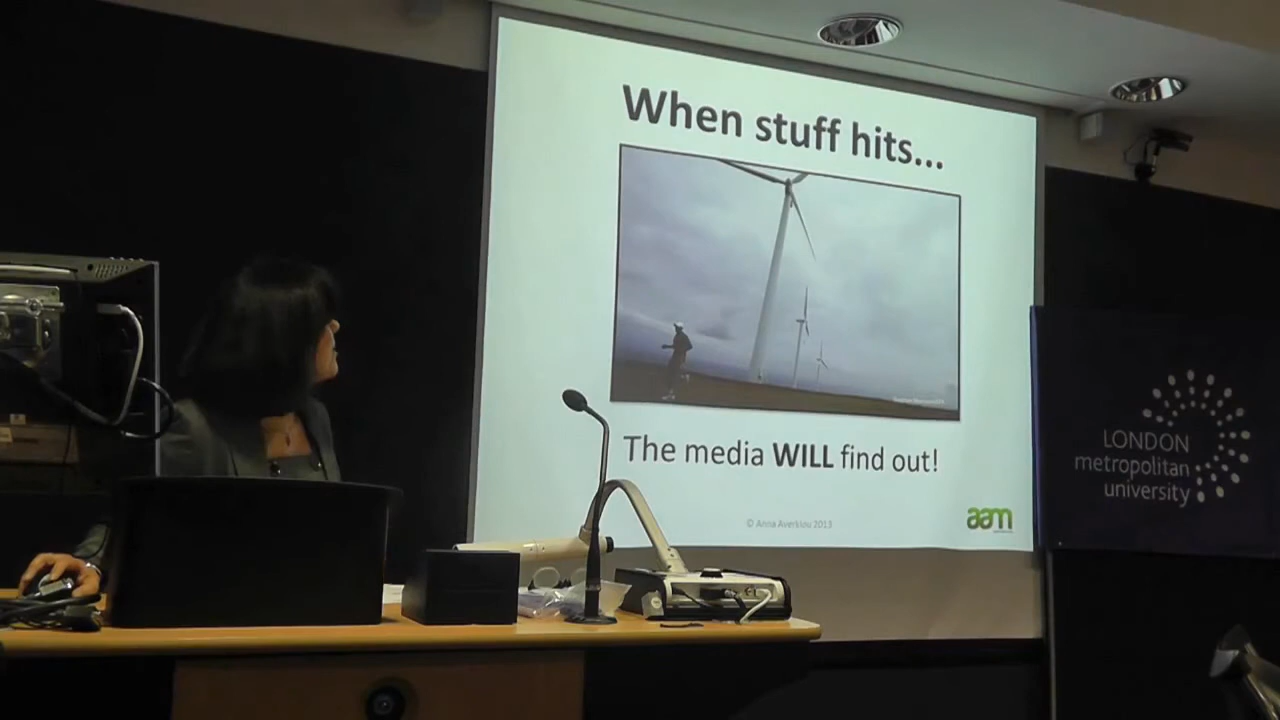 When stuff hits...
The media WILL find out!
© Anna Averkiou 2013
aam
LONDON
metropolitan
university